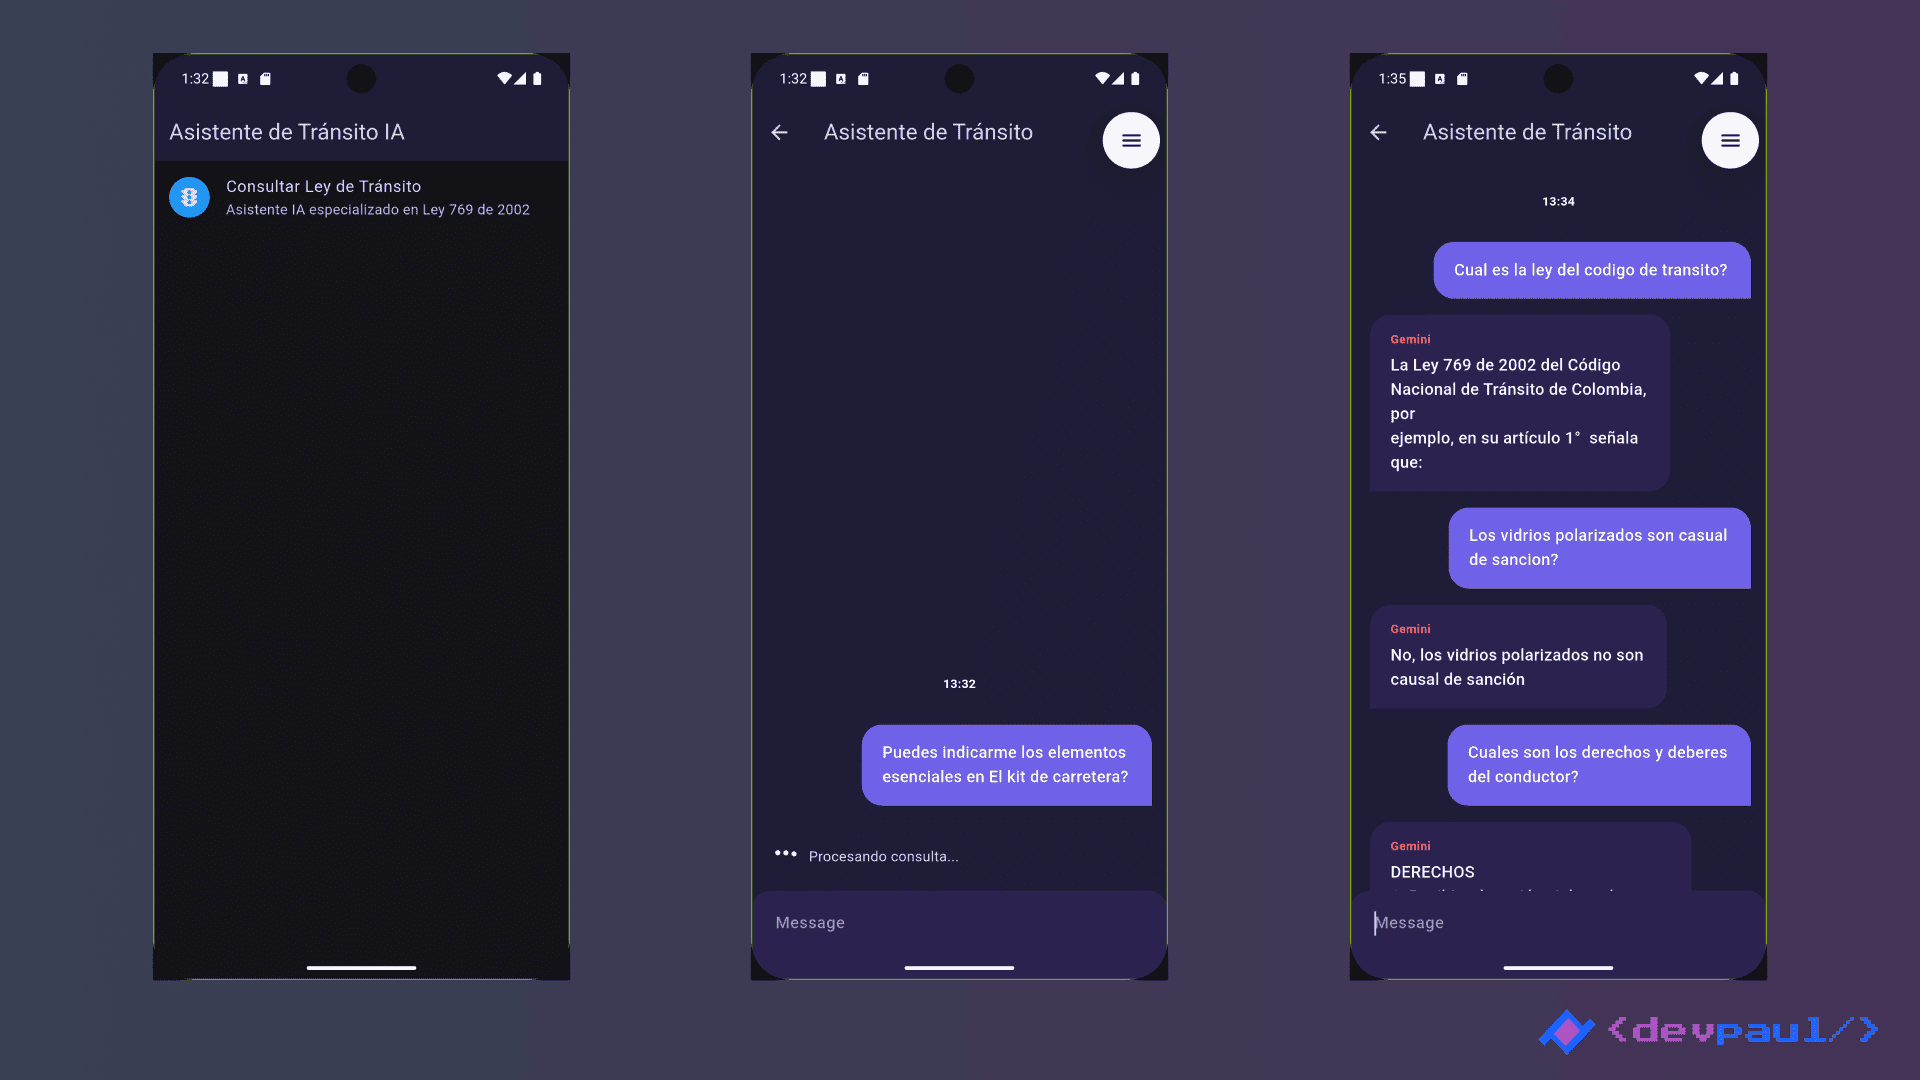 1:32
Asistente de Tránsito IA
Consultar Ley de Tránsito
Asistente IA especializado en Ley 769 de 2002
1:32
Asistente de Tránsito
13:32
Puedes indicarme los elementos
esenciales en El kit de carretera?
Procesando consulta...
Message
1:35
Asistente de Tránsito
13:34
Cual es la ley del codigo de transito?
Gemini
La Ley 769 de 2002 del Código
Nacional de Tránsito de Colombia,
por
ejemplo, en su artículo 1° señala
que:
Los vidrios polarizados son casual
de sancion?
Gemini
No, los vidrios polarizados no son
causal de sanción
Cuales son los derechos y deberes
del conductor?
Gemini
DERECHOS
Message
<devpaul/>